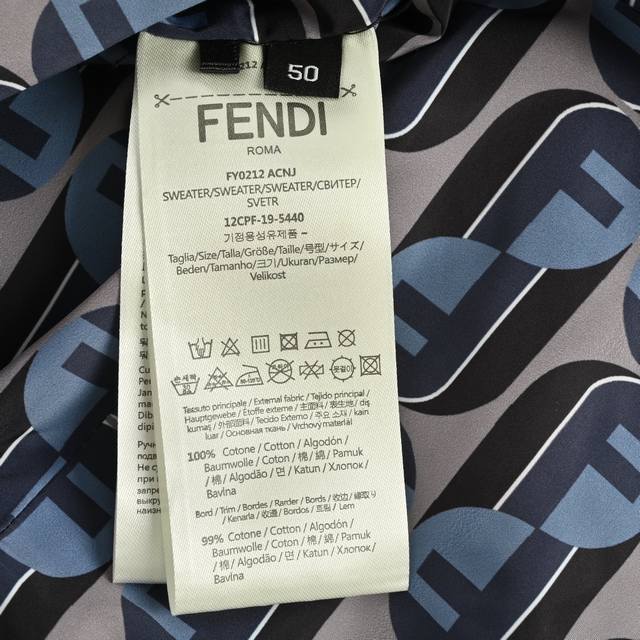 50
FENDI
ROMA
FY0212 ACNJ
SWEATER/SWEATER/SWEATER/СВИТЕР/
SVETR
12CPF-19-5440
기정용섬유제품 –
Taglia/Size/Talla/Größe/Taille/号型/サイズ/
Beden/Tamanho/크기/Ukuran/Размер/
Velikost
Tessuto principale / External fabric / Tejido principal /
Hauptgewebe / Étoffe externe / 主面料 / 表生地 / dış
kumaş / 外部面料 / Tecido Externo / 주요 소재 / kain
luar / Основная ткань / Vrchový materiál
100% Cotone / Cotton / Algodón /
Baumwolle / Coton / 棉 / 綿 / Pamuk
/ 棉 / Algodão / 면 / Katun / Хлопок /
Bavlna
Bord / Trim / Bordes / Rarder / Bords / 收边 / 縁取り
/ Kenarla / 收邊 / Bordos / 트림 / Lem
99% Cotone / Cotton / Algodón /
Baumwolle / Coton / 棉 / 綿 / Pamuk
/ 棉 / Algodão / 면 / Katun / Хлопок /
Bavlna